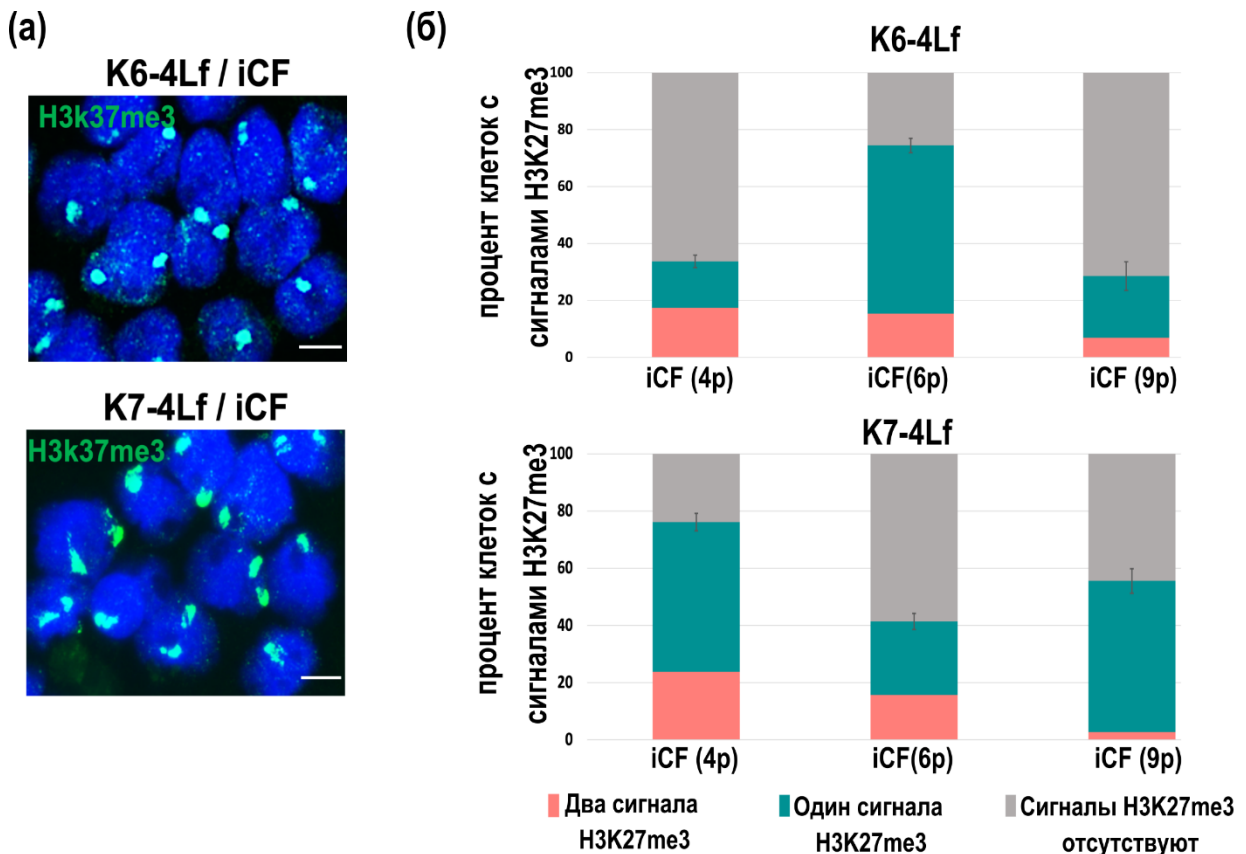 (а)
K6-4Lf / iCF
H3k37me3
K7-4Lf / iCF
H3k37me3
(б)
K6-4Lf
процент клеток с
сигналами H3K27me3
100
80
60
40
20
0
iCF (4p)
iCF(6p)
iCF (9p)
K7-4Lf
процент клеток с
сигналами H3K27me3
100
80
60
40
20
0
iCF (4p)
iCF(6p)
iCF (9p)
Два сигнала
H3K27me3
Один сигнала
H3K27me3
Сигналы H3K27me3
отсутствуют